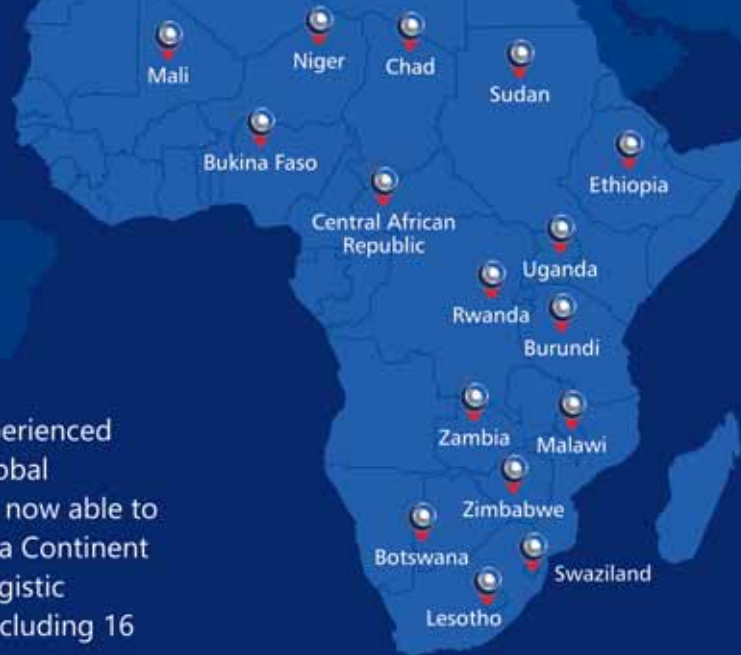 Mali
Niger
Chad
Sudan
Bukina Faso
Ethiopia
Central African
Republic
Uganda
Rwanda
Burundi
Zambia
Malawi
Zimbabwe
Botswana
Swaziland
Lesotho
erienced
obal
now able to
a Continent
gistic
cluding 16